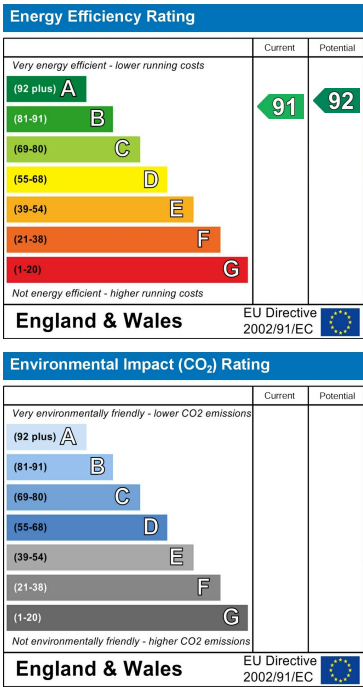 Energy Efficiency Rating
Current Potential
Very energy efficient - lower running costs
(92 plus) A
(81-91) B
(69-80) C
(55-68) D
(39-54) E
(21-38) F
(1-20) G
91
92
Not energy efficient - higher running costs
England & Wales
EU Directive
2002/91/EC
Environmental Impact (CO₂) Rating
Current Potential
Very environmentally friendly - lower CO2 emissions
(92 plus) A
(81-91) B
(69-80) C
(55-68) D
(39-54) E
(21-38) F
(1-20) G
Not environmentally friendly - higher CO2 emissions
England & Wales
EU Directive
2002/91/EC